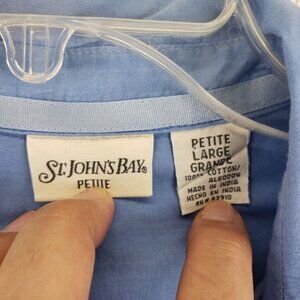 ST. JOHN'S BAY®
PETITE
PETITE
LARGE
GRANDE
100% COTTON/
ALGODON
MADE IN INDIA
HECHO EN INDIA